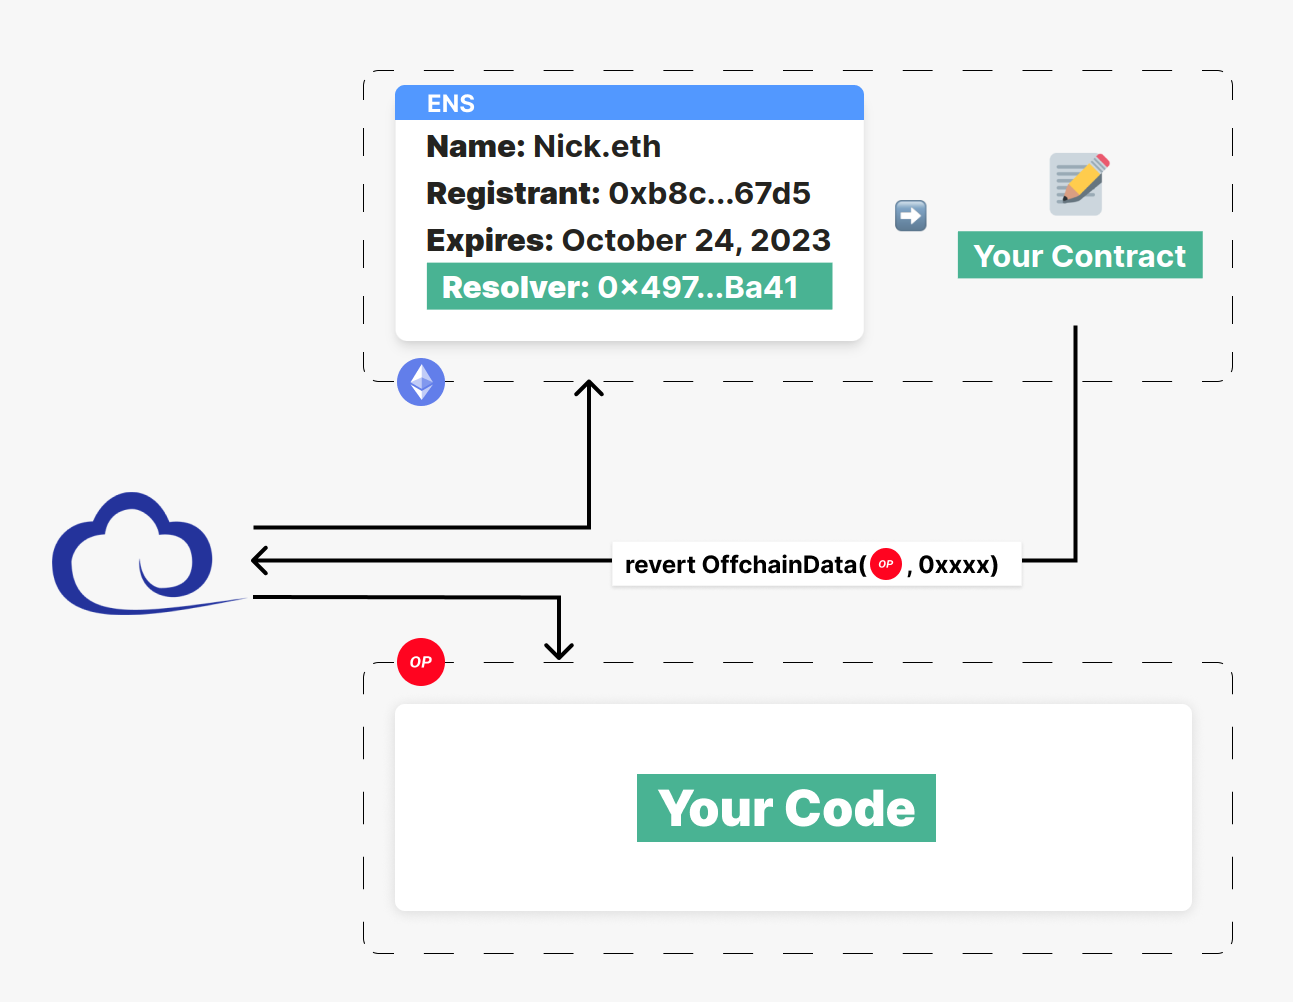 ENS
Name: Nick.eth
Registrant: 0xb8c...67d5
Expires: October 24, 2023
Resolver: 0×497...Ba41
Your Contract
revert OffchainData( OP , 0xxxx)
OP
Your Code